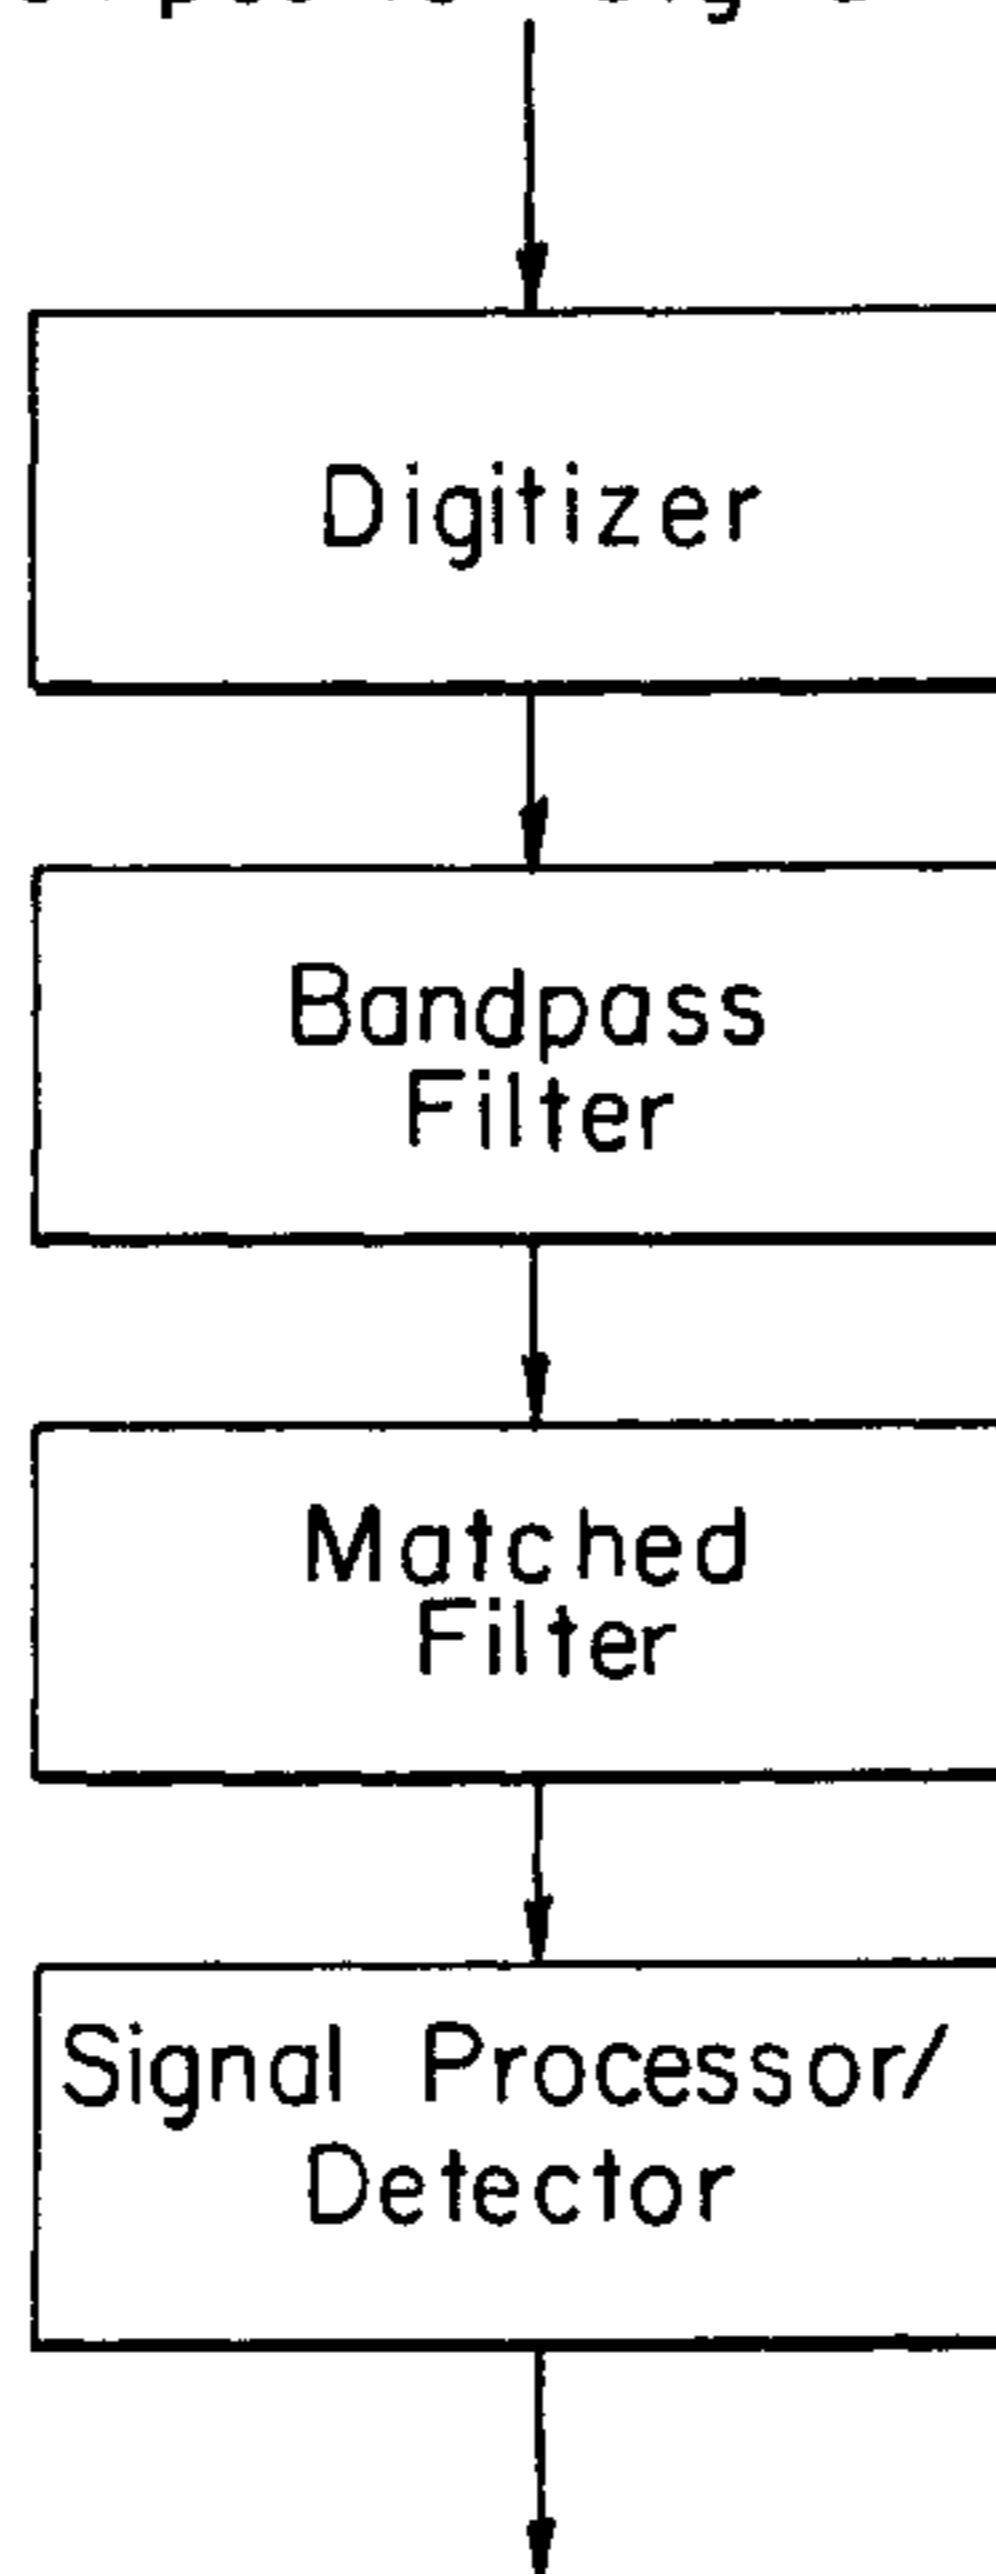 Digitizer
Bandpass
Filter
Matched
Filter
Signal Processor/
Detector